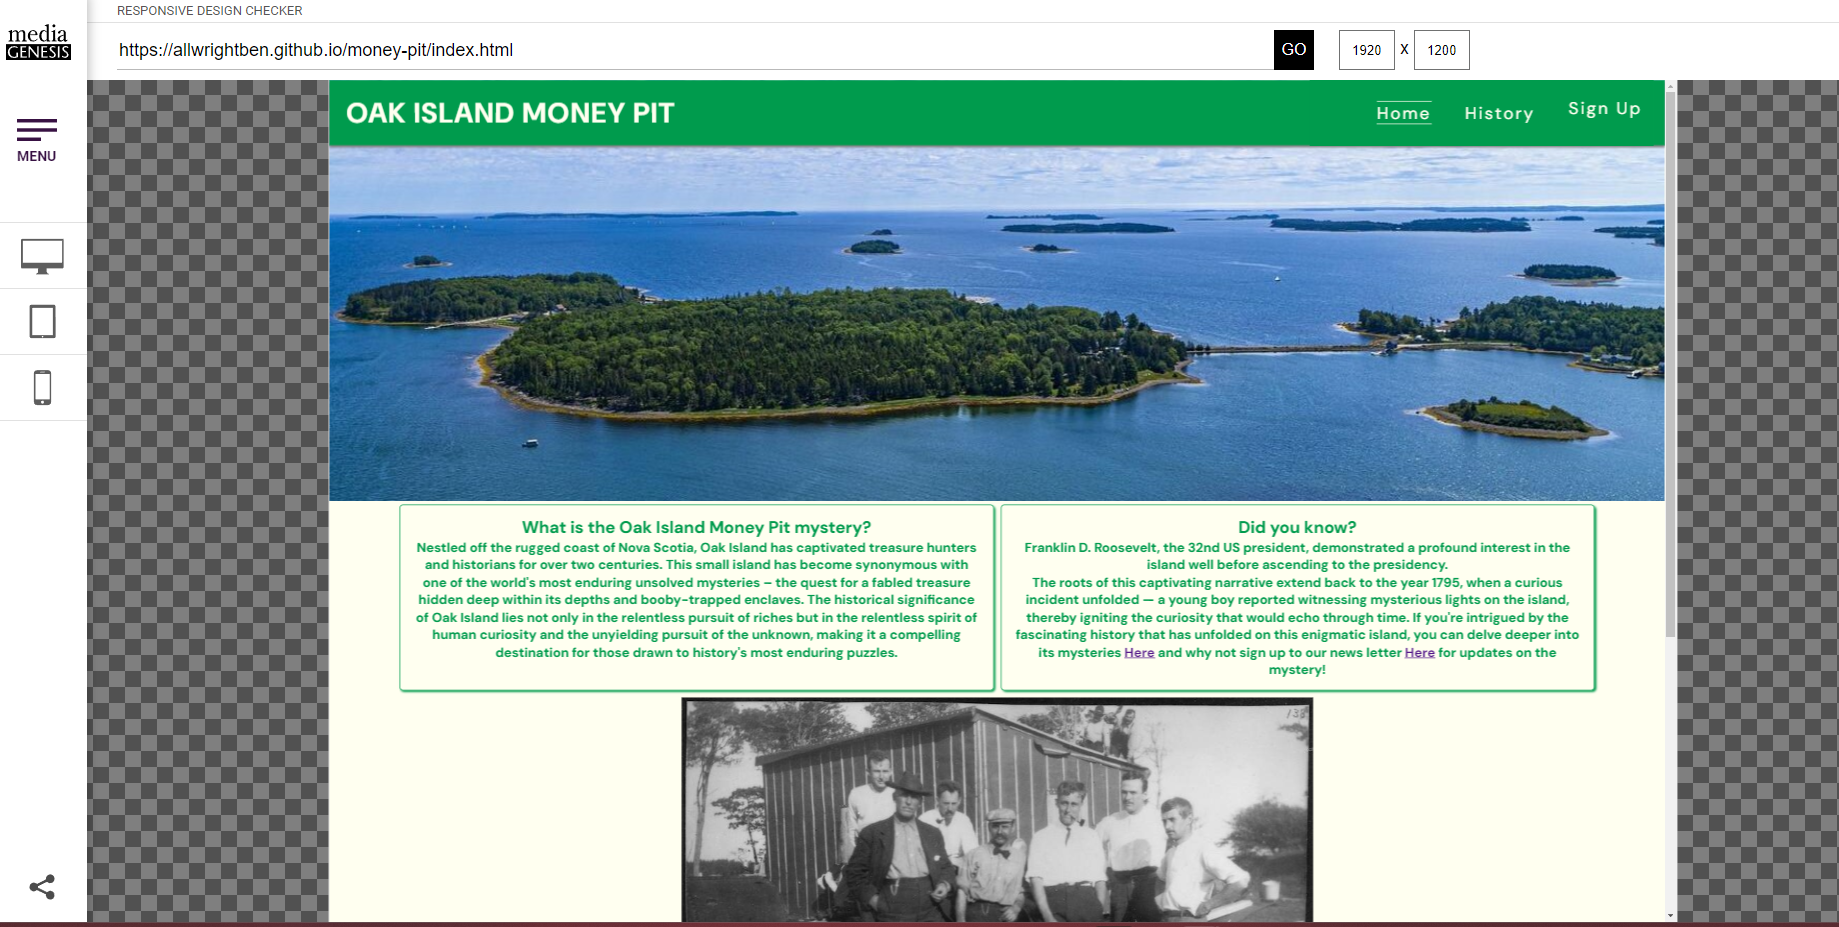 RESPONSIVE DESIGN CHECKER
media
GENESIS
https://allwrightben.github.io/money-pit/index.html
GO
1920 X 1200
MENU
OAK ISLAND MONEY PIT
Home History Sign Up
What is the Oak Island Money Pit mystery?
Nestled off the rugged coast of Nova Scotia, Oak Island has captivated treasure hunters
and historians for over two centuries. This small island has become synonymous with
one of the world's most enduring unsolved mysteries – the quest for a fabled treasure
hidden deep within its depths and booby-trapped enclaves. The historical significance
of Oak Island lies not only in the relentless pursuit of riches but in the relentless spirit of
human curiosity and the unyielding pursuit of the unknown, making it a compelling
destination for those drawn to history's most enduring puzzles.
Did you know?
Franklin D. Roosevelt, the 32nd US president, demonstrated a profound interest in the
island well before ascending to the presidency.
The roots of this captivating narrative extend back to the year 1795, when a curious
incident unfolded — a young boy reported witnessing mysterious lights on the island,
thereby igniting the curiosity that would echo through time. If you're intrigued by the
fascinating history that has unfolded on this enigmatic island, you can delve deeper into
its mysteries Here and why not sign up to our news letter Here for updates on the
mystery!